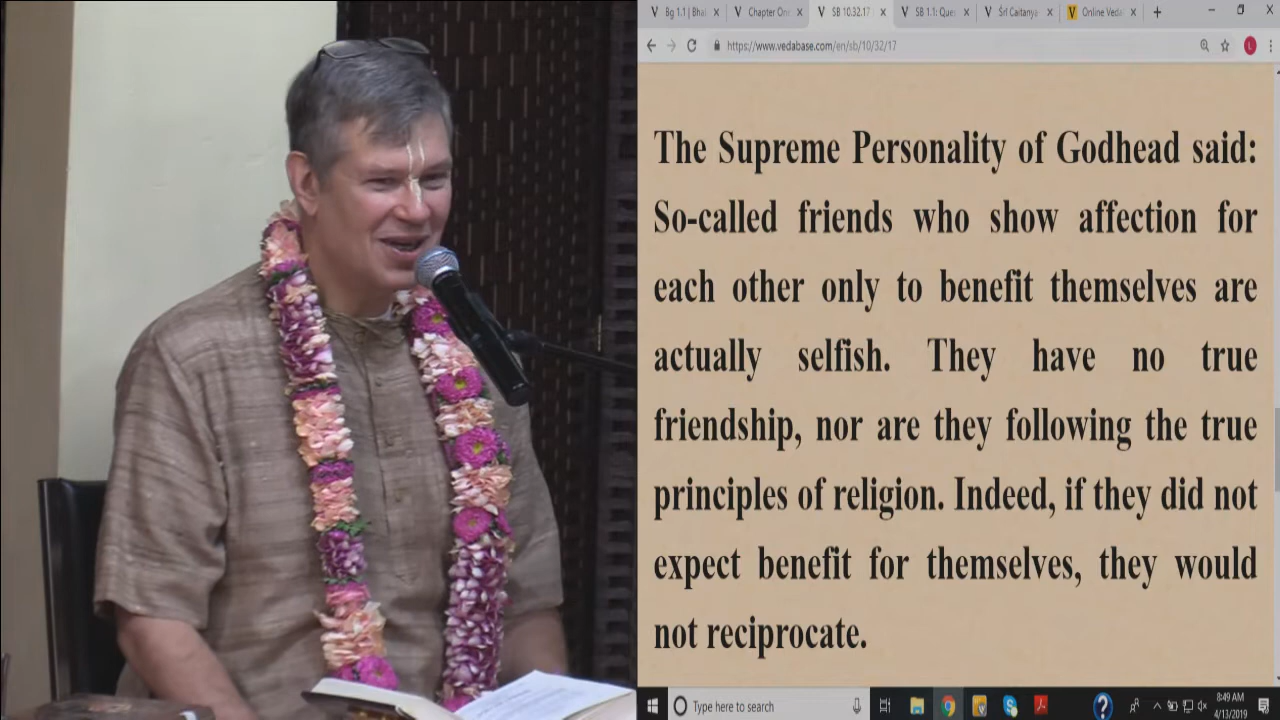 Bg 1.1 | Bha
Chapter On
SB 10.32.17
SB 1.1: Que
Śrī Caitanya
Online Veda
https://www.vedabase.com/en/sb/10/32/17
The Supreme Personality of Godhead said:
So-called friends who show affection for
each other only to benefit themselves are
actually selfish. They have no true
friendship, nor are they following the true
principles of religion. Indeed, if they did not
expect benefit for themselves, they would
not reciprocate.
Type here to search
8:49 AM
4/13/2019